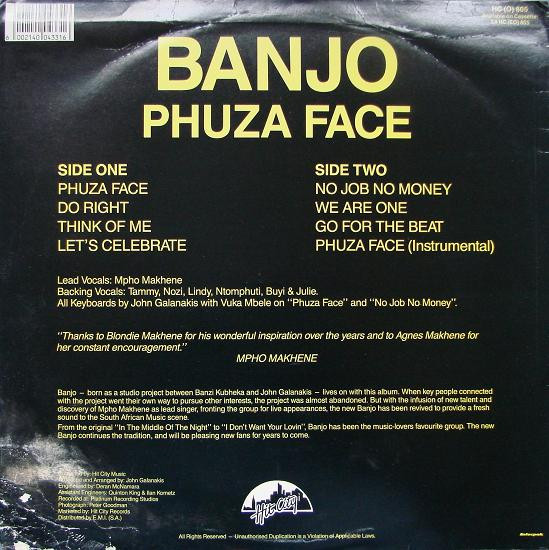 6 002140 043316
HC (O) 605
Available on Cassette
BANJO
PHUZA FACE
SIDE ONE
PHUZA FACE
DO RIGHT
THINK OF ME
LET'S CELEBRATE
SIDE TWO
NO JOB NO MONEY
WE ARE ONE
GO FOR THE BEAT
PHUZA FACE (Instrumental)
Lead Vocals: Mpho Makhene
Backing Vocals: Tammy, Nozi, Lindy, Ntomphuti, Buyi & Julie.
All Keyboards by John Galanakis with Vuka Mbele on "Phuza Face" and "No Job No Money".
"Thanks to Blondie Makhene for his wonderful inspiration over the years and to Agnes Makhene for
her constant encouragement."
MPHO MAKHENE
Banjo – born as a studio project between Banzi Kubheka and John Galanakis – lives on with this album. When key people connected
with the project went their own way to pursue other interests, the project was almost abandoned. But with the infusion of new talent and
discovery of Mpho Makhene as lead singer, fronting the group for live appearances, the new Banjo has been revived to provide a fresh
sound to the South African Music scene.
From the original "In The Middle Of The Night" to "I Don't Want Your Lovin", Banjo has been the music-lovers favourite group. The new
Banjo continues the tradition, and will be pleasing new fans for years to come.
by: Hit City Music
and Arranged by: John Galanakis
Engineered by: Deran McNamara
Assistant Engineers: Quinton King & Ilan Kometz
Recorded at: Platinum Recording Studios
Photograph: Peter Goodman
Marketed by: Hit City Records
Distributed by E.M.I. (S.A.)
Hit City
All Rights Reserved – Unauthorised Duplication is a Violation of Applicable Laws.